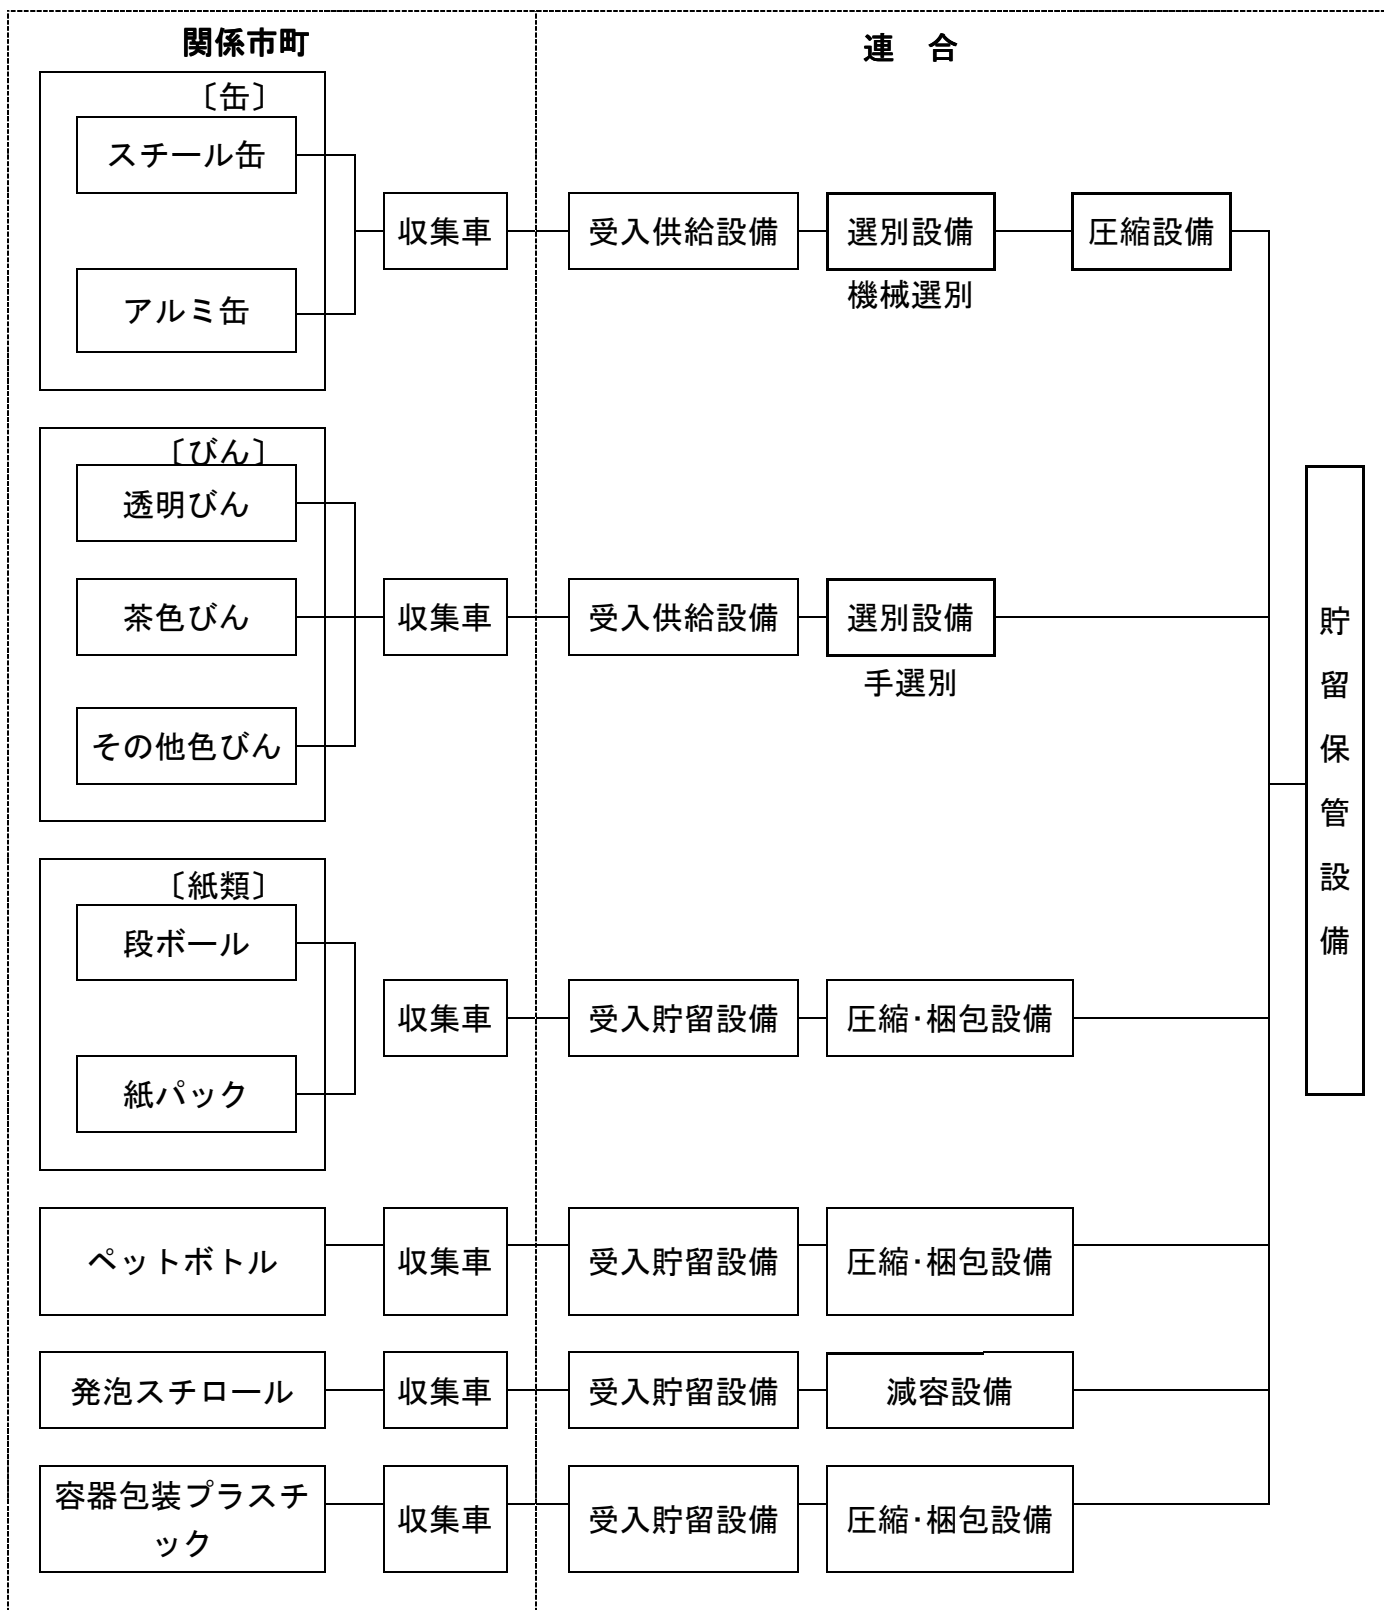 関係市町
連　合
〔缶〕
スチール缶
アルミ缶
収集車
受入供給設備
選別設備
機械選別
圧縮設備
〔びん〕
透明びん
茶色びん
その他色びん
収集車
受入供給設備
選別設備
手選別
〔紙類〕
段ボール
紙パック
収集車
受入貯留設備
圧縮・梱包設備
ペットボトル
収集車
受入貯留設備
圧縮・梱包設備
発泡スチロール
収集車
受入貯留設備
減容設備
容器包装プラスチ
ック
収集車
受入貯留設備
圧縮・梱包設備
貯留保管設備